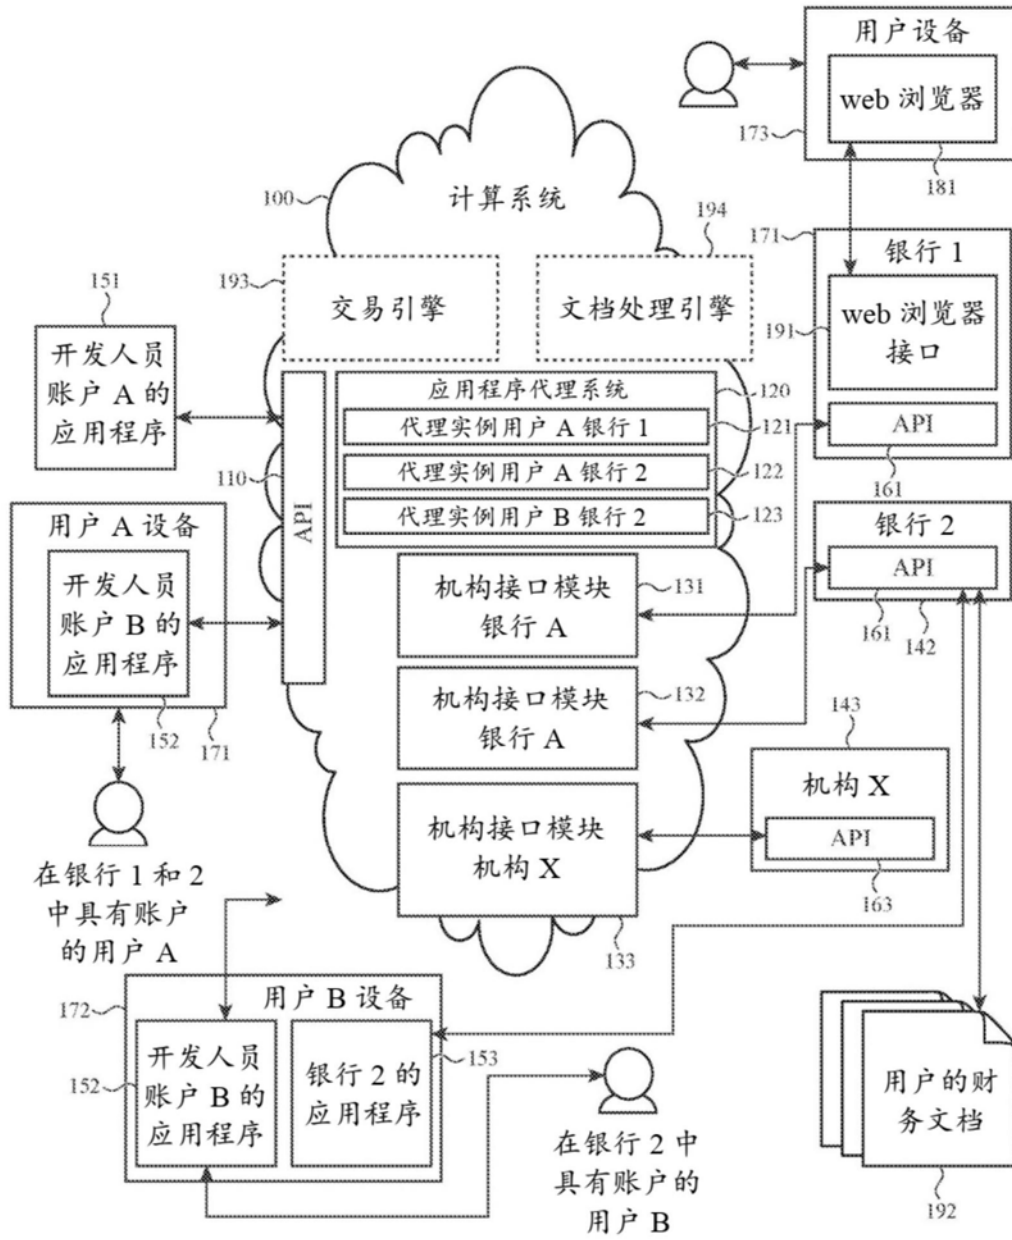 用户设备
web 浏览器
173
181
100
计算系统
194
171
银行 1
193
交易引擎
文档处理引擎
191
web 浏览器
接口
151
开发人员
账户 A 的
应用程序
应用程序代理系统
120
代理实例用户 A 银行 1
121
API
161
110
代理实例用户 A 银行 2
122
API
代理实例用户 B 银行 2
123
银行 2
API
161
142
用户 A 设备
开发人员
账户 B 的
应用程序
152
171
机构接口模块
银行 A
131
机构接口模块
银行 A
132
143
机构 X
API
163
机构接口模块
机构 X
133
在银行 1 和 2
中具有账户
的用户 A
172
用户 B 设备
152
开发人员
账户 B 的
应用程序
银行 2 的
应用程序
153
在银行 2 中
具有账户的
用户 B
用户的财
务文档
192